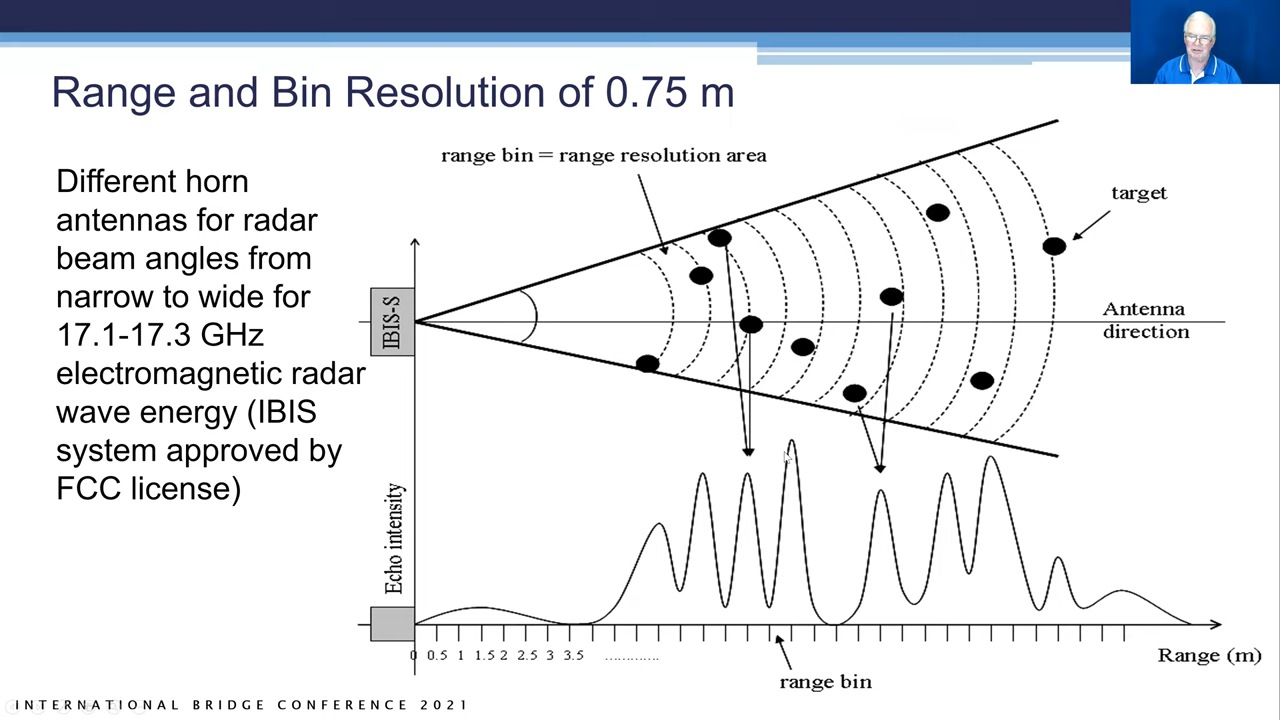 Range and Bin Resolution of 0.75 m
Different horn
antennas for radar
beam angles from
narrow to wide for
17.1-17.3 GHz
electromagnetic radar
wave energy (IBIS
system approved by
FCC license)
range bin = range resolution area
target
IBIS-S
Antenna
direction
Echo intensity
0 0.5 1 1.5 2 2.5 3 3.5 .............
Range (m)
range bin
INTERNATIONAL BRIDGE CONFERENCE 2021